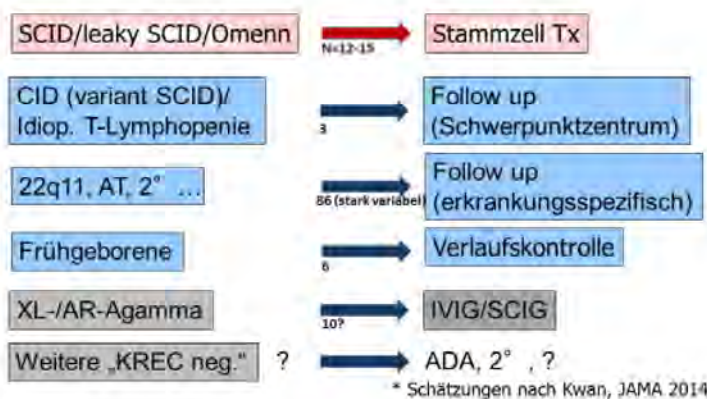 SCID/leaky SCID/Omenn
N=12-15
Stammzell Tx
CID (variant SCID)/
Idiop. T-Lymphopenie
3
Follow up
(Schwerpunktzentrum)
22q11, AT, 2° ...
86 (stark variabel)
Follow up
(erkrankungsspezifisch)
Frühgeborene
6
Verlaufskontrolle
XL-/AR-Agamma
10?
IVIG/SCIG
Weitere „KREC neg.“ ?
ADA, 2° , ?
* Schätzungen nach Kwan, JAMA 2014